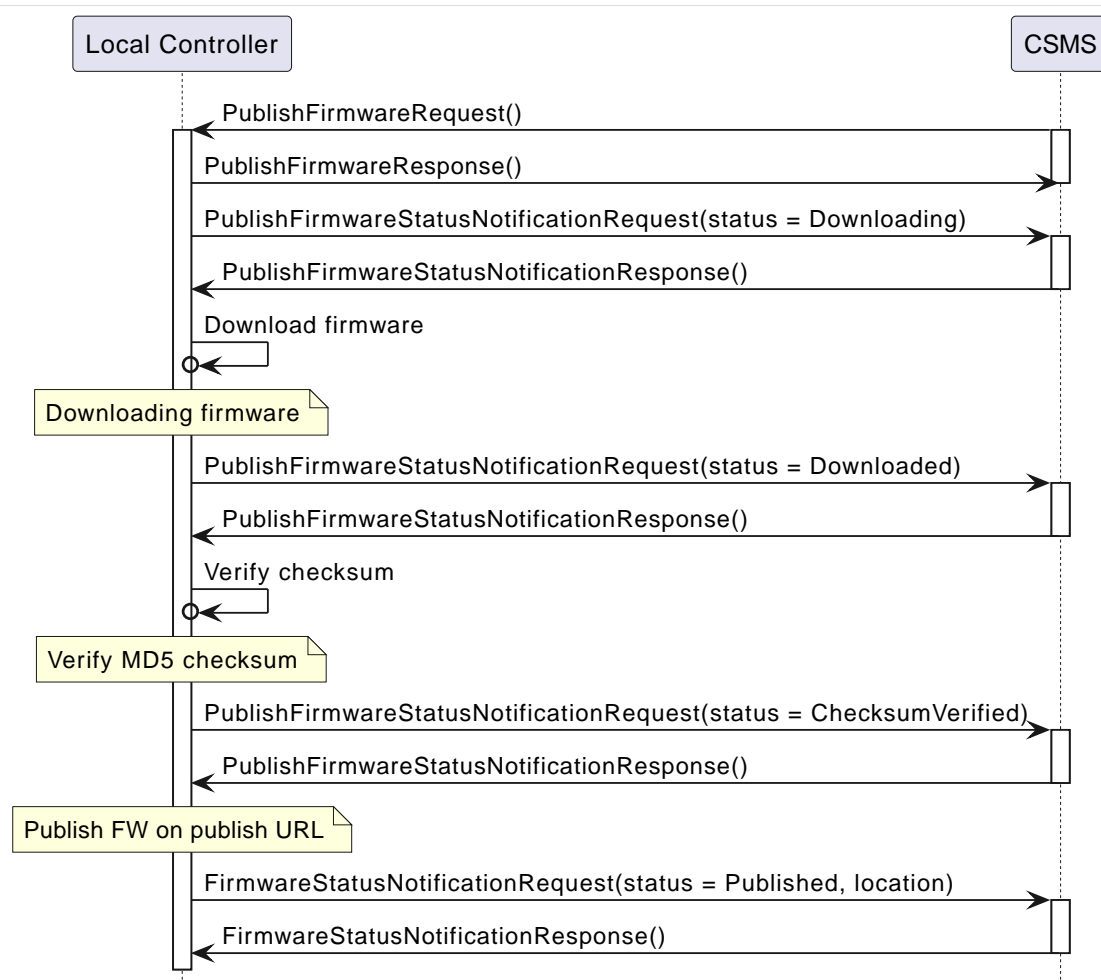 Local Controller
CSMS
PublishFirmwareRequest()
PublishFirmwareResponse()
PublishFirmwareStatusNotificationRequest(status = Downloading)
PublishFirmwareStatusNotificationResponse()
Download firmware
Downloading firmware
PublishFirmwareStatusNotificationRequest(status = Downloaded)
PublishFirmwareStatusNotificationResponse()
Verify checksum
Verify MD5 checksum
PublishFirmwareStatusNotificationRequest(status = ChecksumVerified)
PublishFirmwareStatusNotificationResponse()
Publish FW on publish URL
FirmwareStatusNotificationRequest(status = Published, location)
FirmwareStatusNotificationResponse()